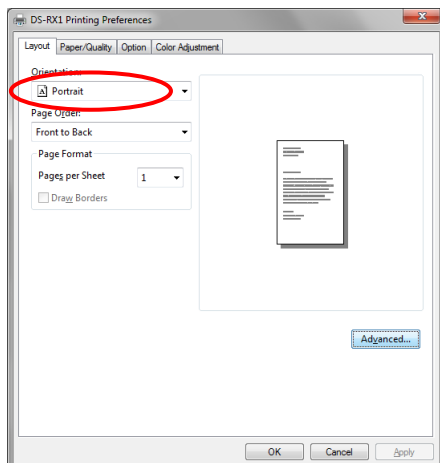 DS-RX1 Printing Preferences
Layout
Paper/Quality
Option
Color Adjustment
Orientation:
Portrait
Page Order:
Front to Back
Page Format
Pages per Sheet
1
Draw Borders
Advanced...
OK
Cancel
Apply